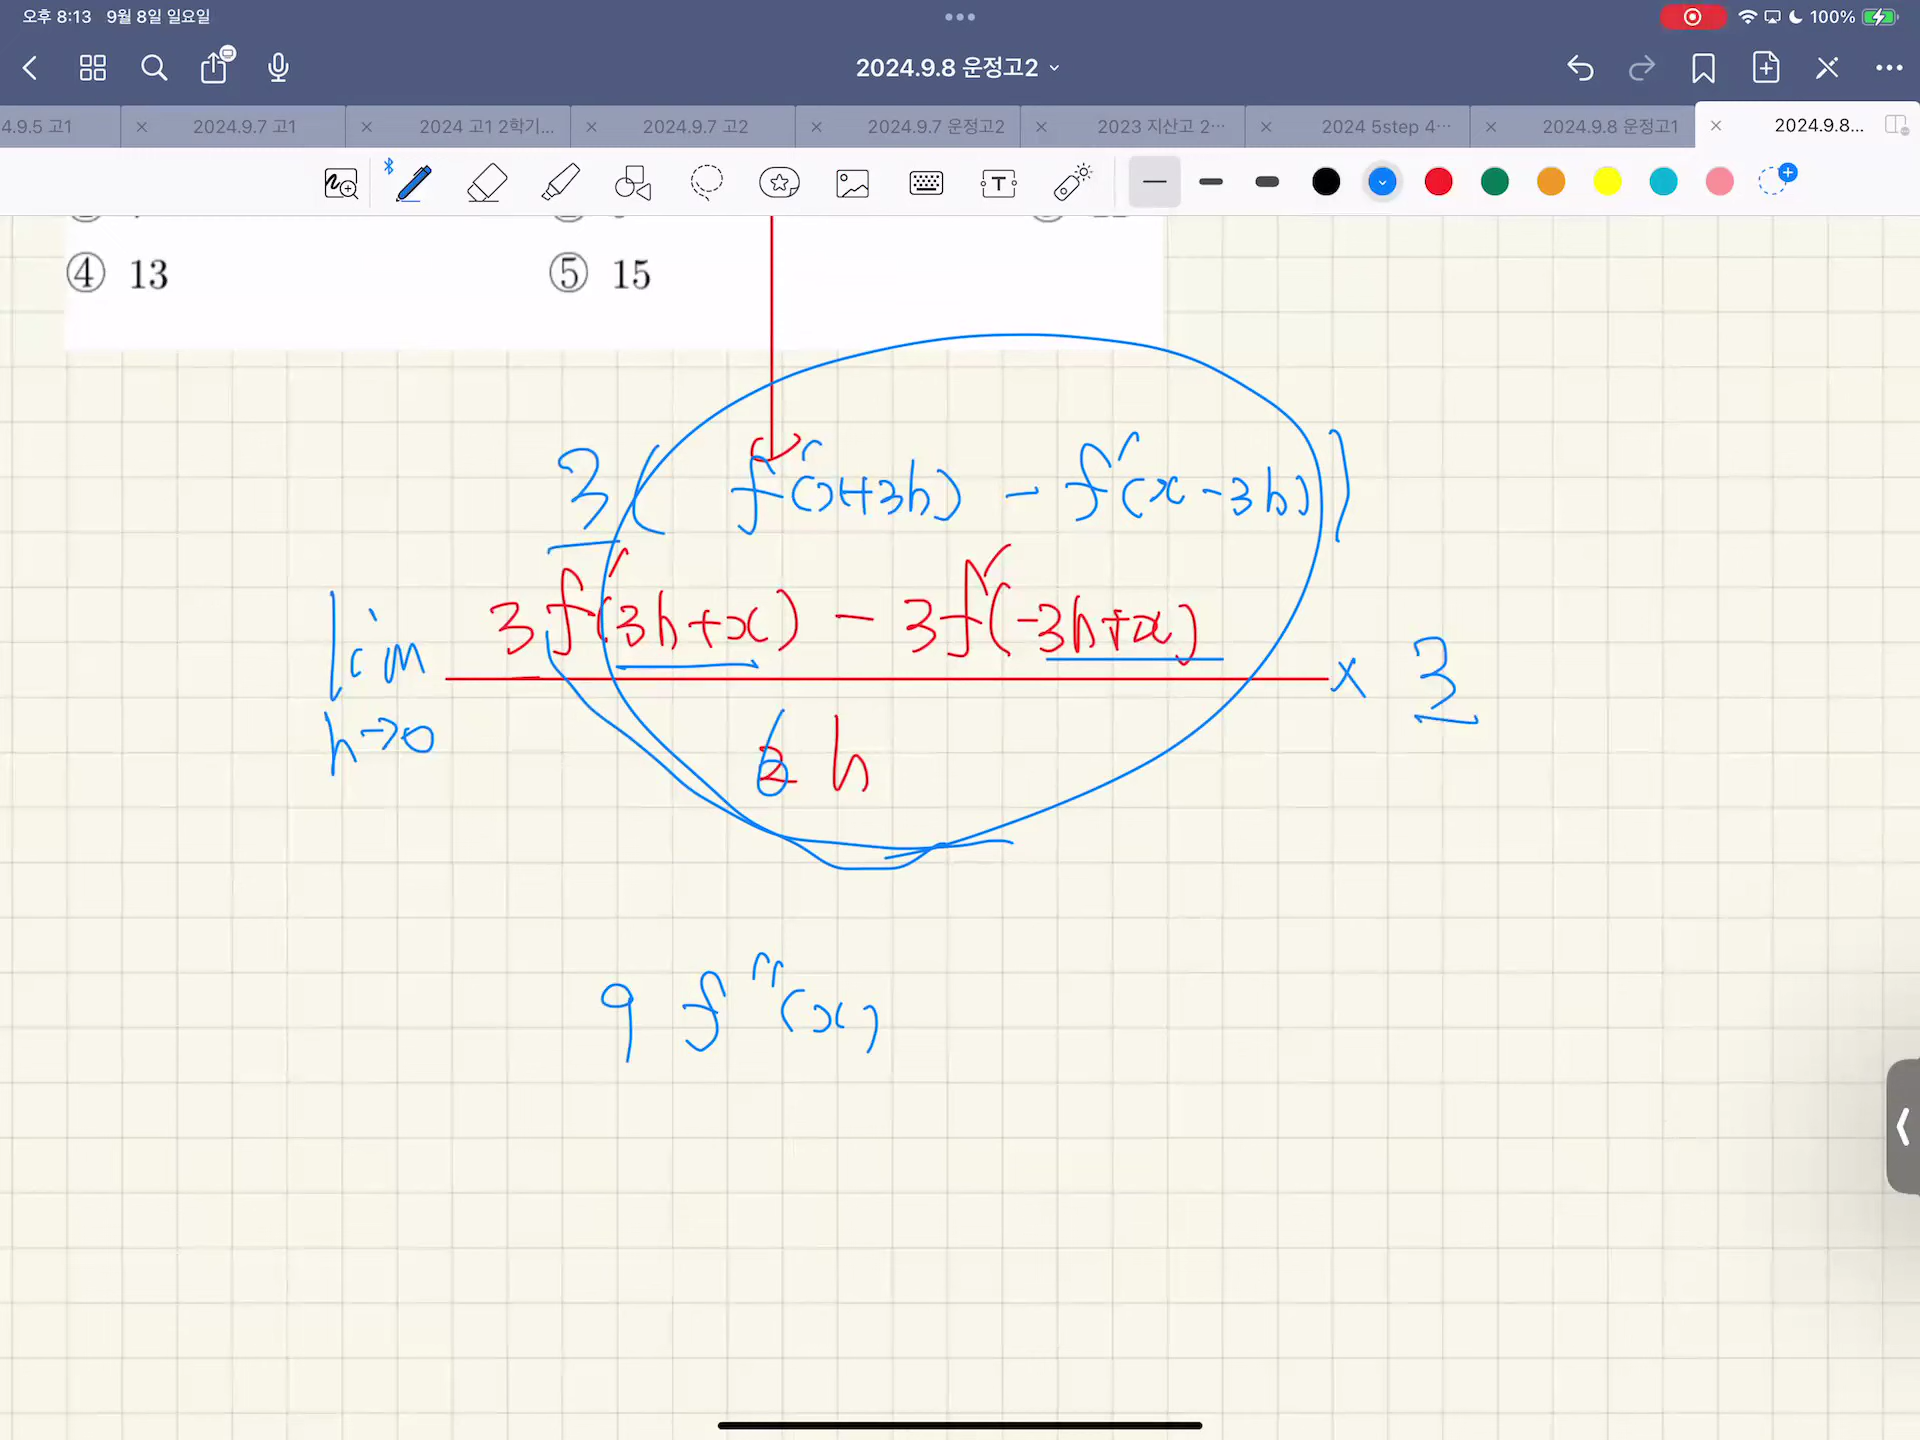 오후 8:13 9월 8일 일요일
100%
2024.9.8 운정고2
4.9.5 고1
2024.9.7 고1
2024 고1 2학기...
2024.9.7 고2
2024.9.7 운정고2
2023 지산고 2...
2024 5step 4...
2024.9.8 운정고1
2024.9.8...
④ 13
⑤ 15
3( f'(x+3h) - f'(x-3h))
lim 3f'(3h+x) - 3f'(-3h+x) × 3
h→0
6 h
9 f''(x)